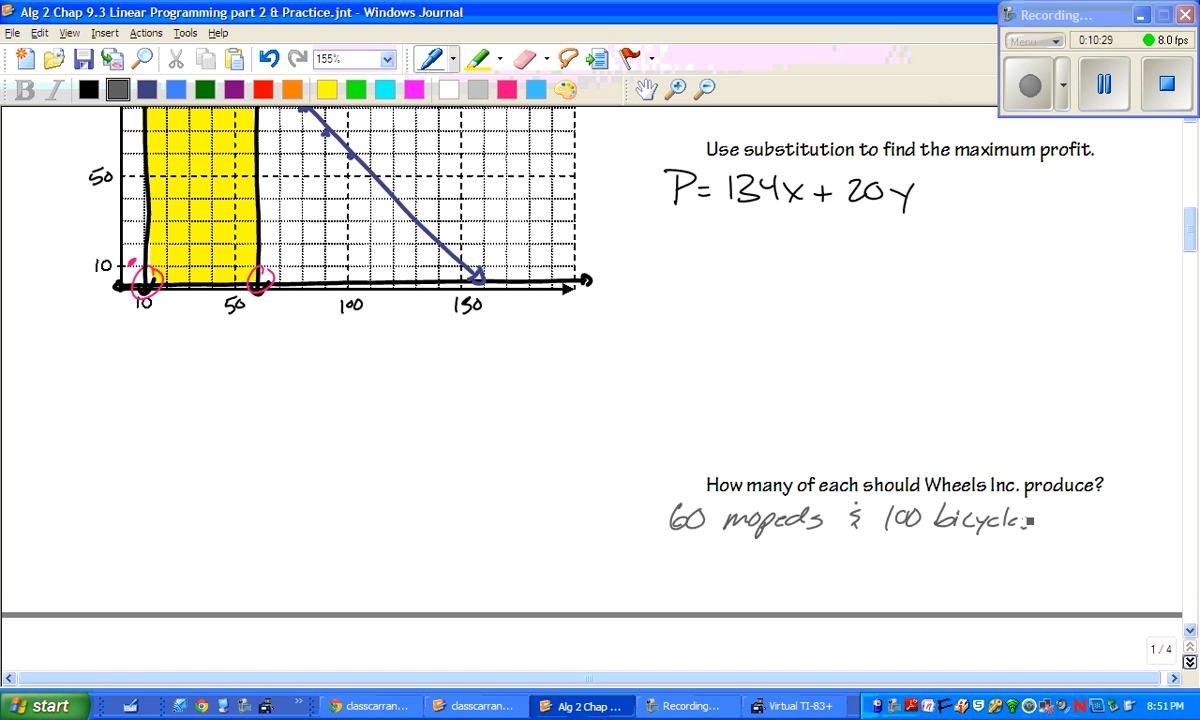 Alg 2 Chap 9.3 Linear Programming part 2 & Practice.jnt - Windows Journal
Recording...
File Edit View Insert Actions Tools Help
Menu 0:10:29 8.0 fps
155%
B I
Use substitution to find the maximum profit.
P= 134x + 20y
50
10
10 50 100 150
How many of each should Wheels Inc. produce?
60 mopeds & 100 bicycles
1 / 4
start classcarran... classcarran... Alg 2 Chap ... Recording... Virtual TI-83+ 8:51 PM